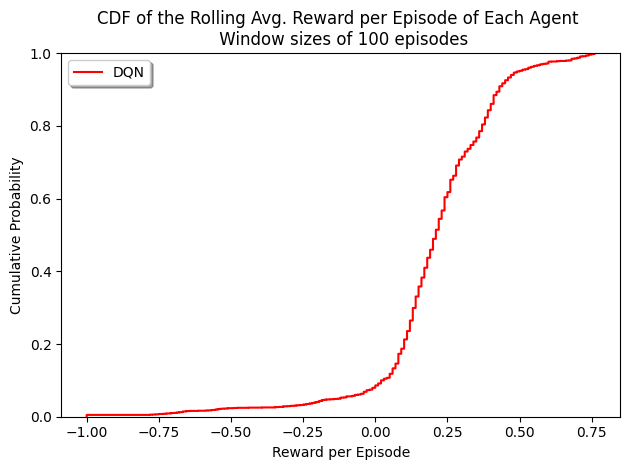 CDF of the Rolling Avg. Reward per Episode of Each Agent
Window sizes of 100 episodes
DQN
Cumulative Probability
1.0
0.8
0.6
0.4
0.2
0.0
−1.00 −0.75 −0.50 −0.25 0.00 0.25 0.50 0.75
Reward per Episode